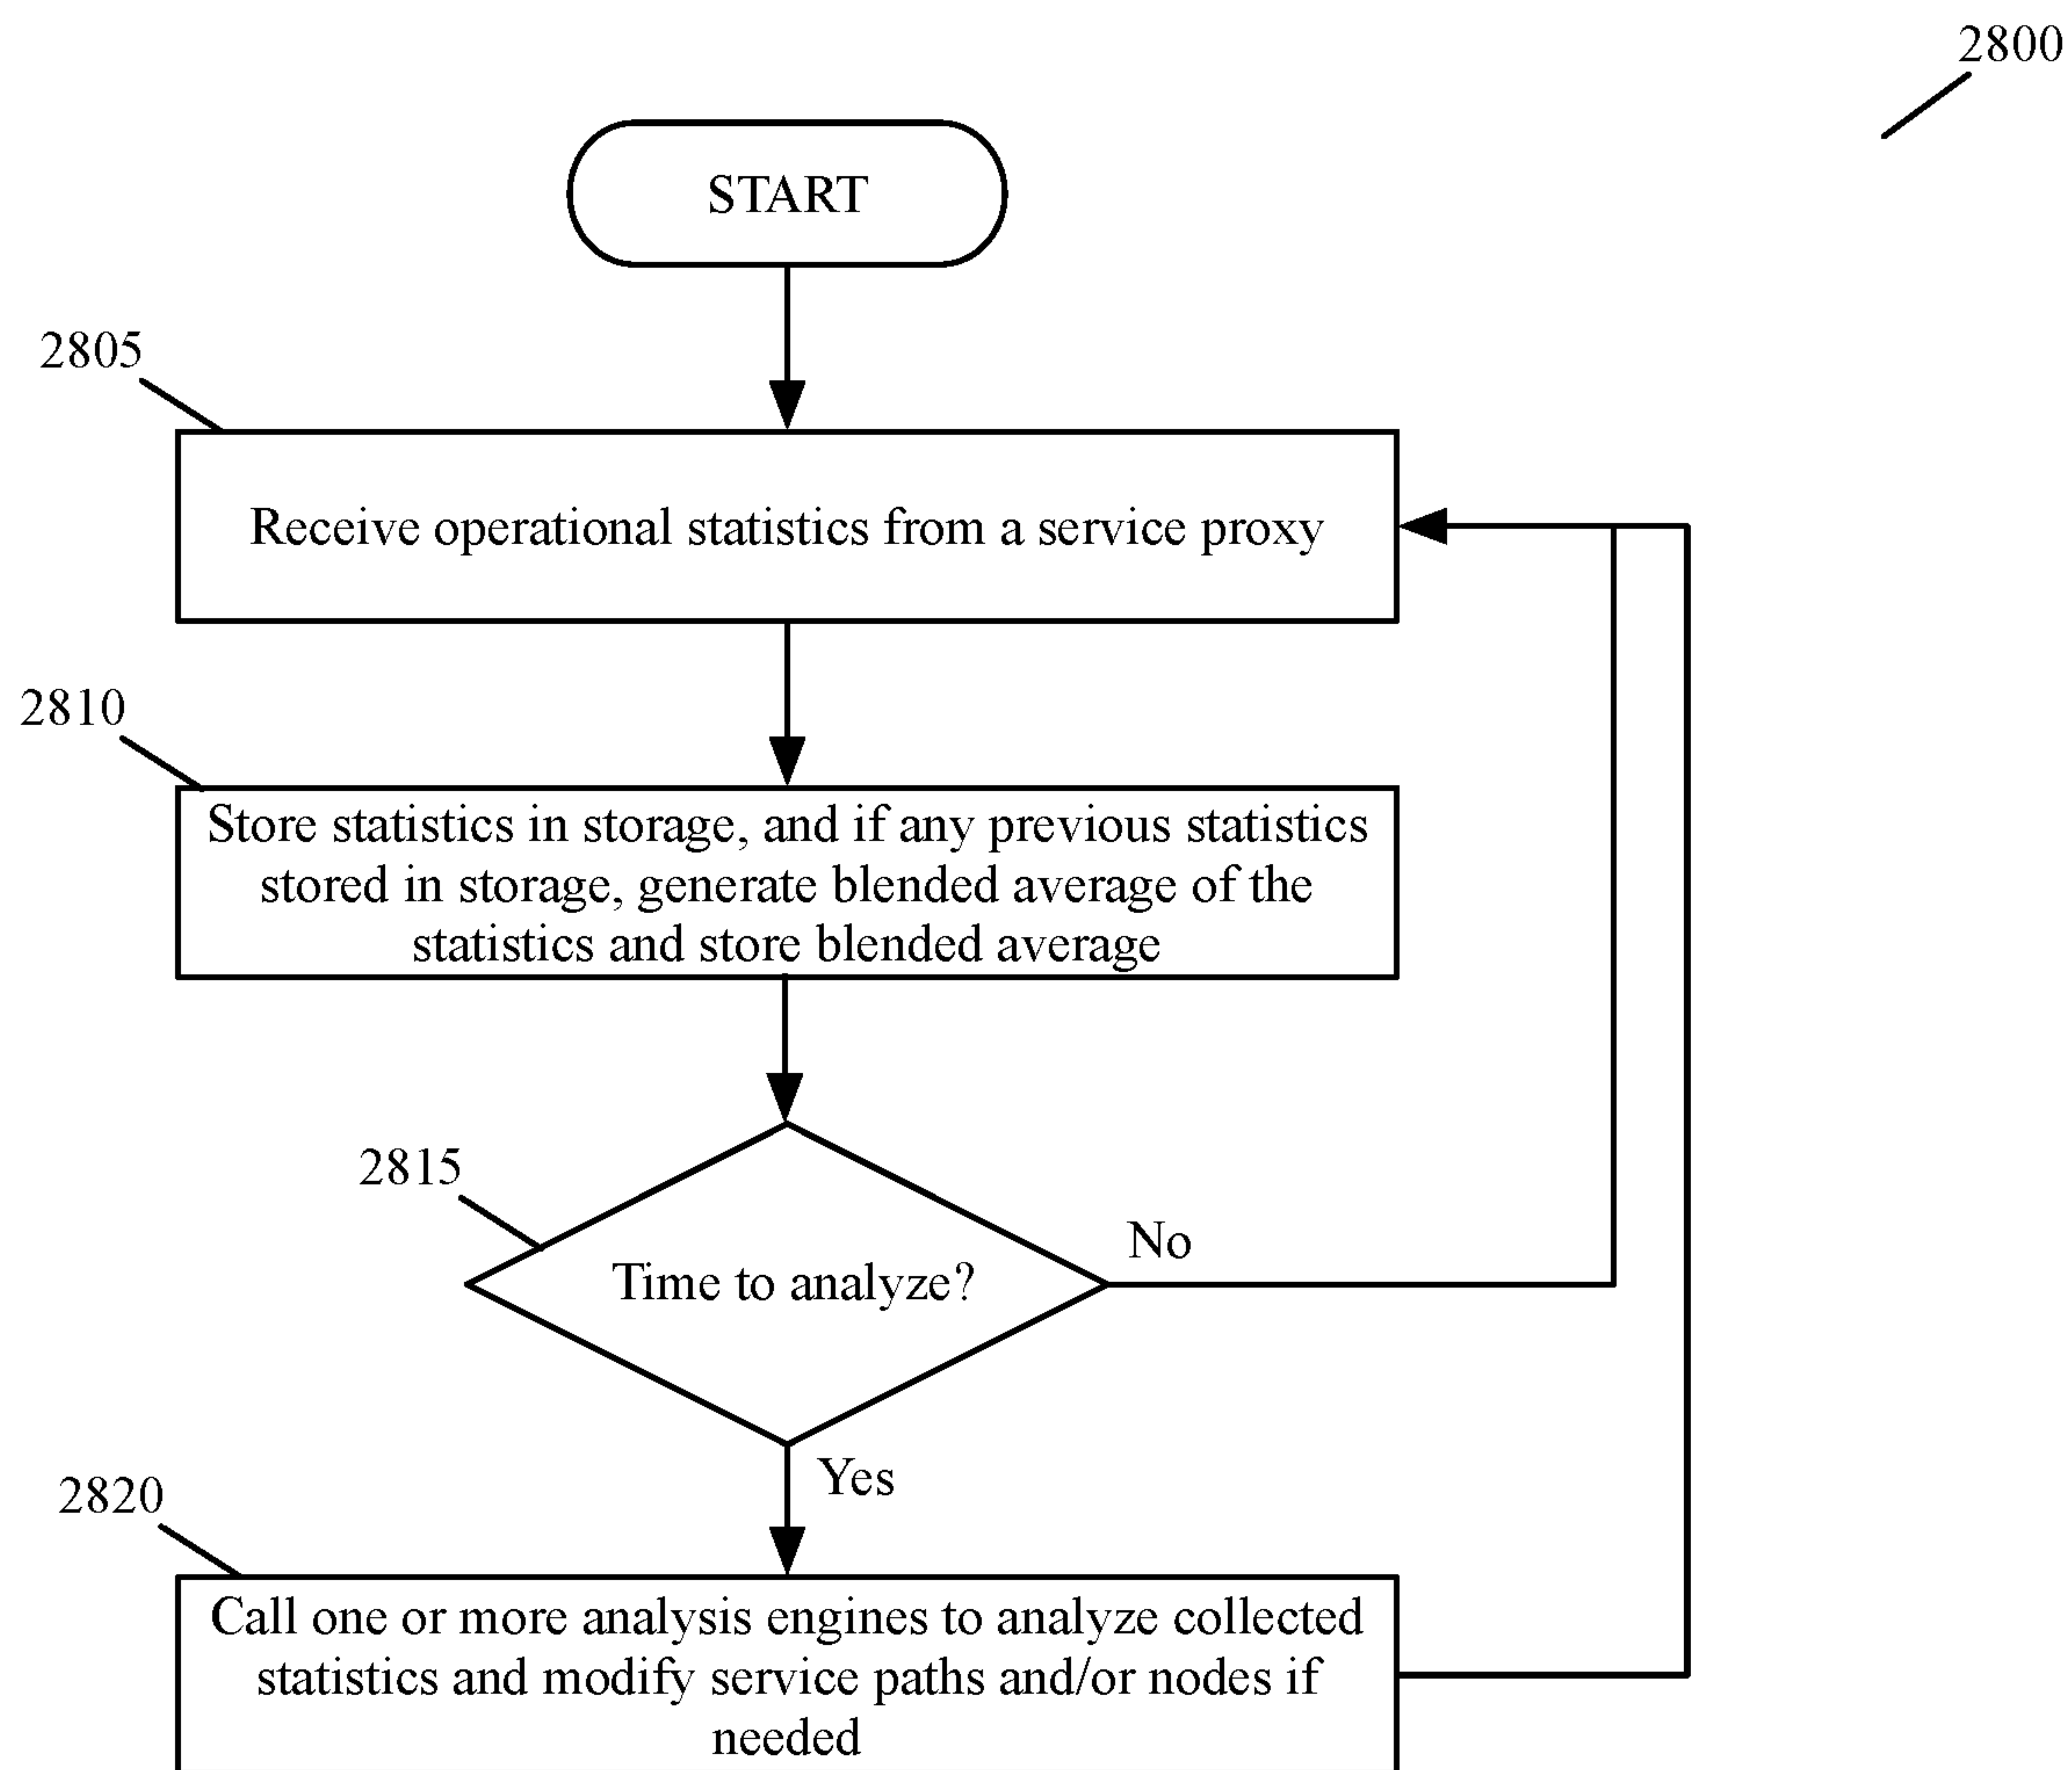 2800
START
2805
Receive operational statistics from a service proxy
2810
Store statistics in storage, and if any previous statistics
stored in storage, generate blended average of the
statistics and store blended average
2815
Time to analyze?
No
Yes
2820
Call one or more analysis engines to analyze collected
statistics and modify service paths and/or nodes if
needed